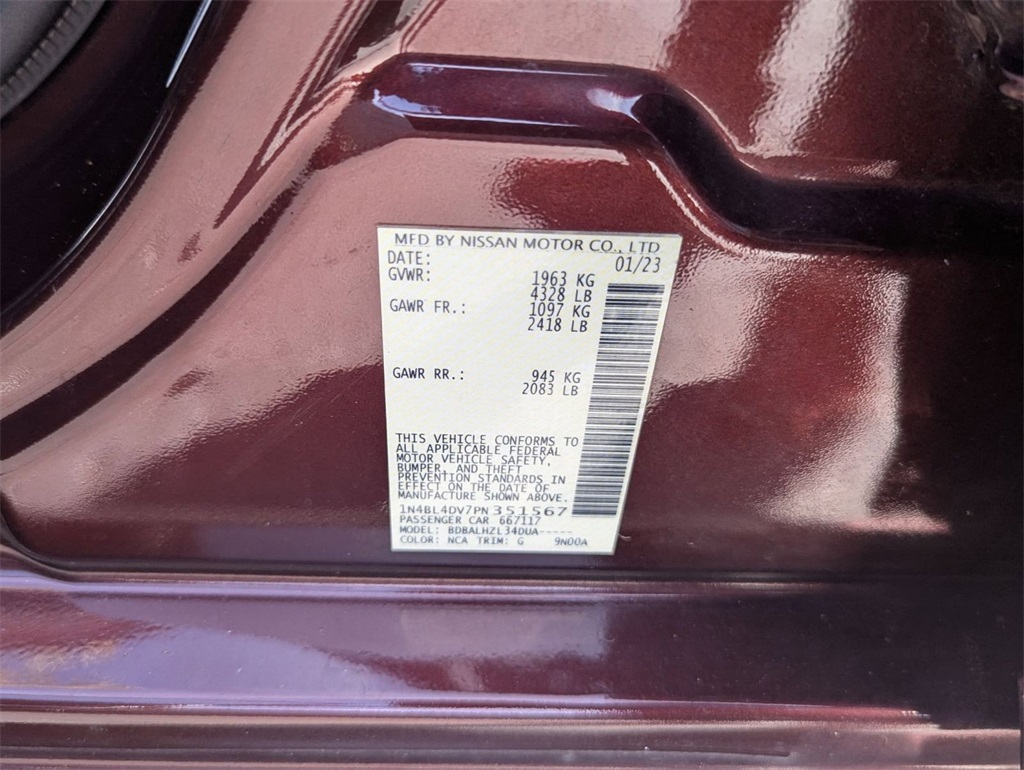 MFD BY NISSAN MOTOR CO., LTD
DATE: 01/23
GVWR: 1963 KG
4328 LB
GAWR FR.: 1097 KG
2418 LB
GAWR RR.: 945 KG
2083 LB
THIS VEHICLE CONFORMS TO
ALL APPLICABLE FEDERAL
MOTOR VEHICLE SAFETY,
BUMPER, AND THEFT
PREVENTION STANDARDS IN
EFFECT ON THE DATE OF
MANUFACTURE SHOWN ABOVE.
1N4BL4DV7PN351567
PASSENGER CAR 667117
MODEL: BDBALHZL34DUA-----
COLOR: NCA TRIM: G 9N00A